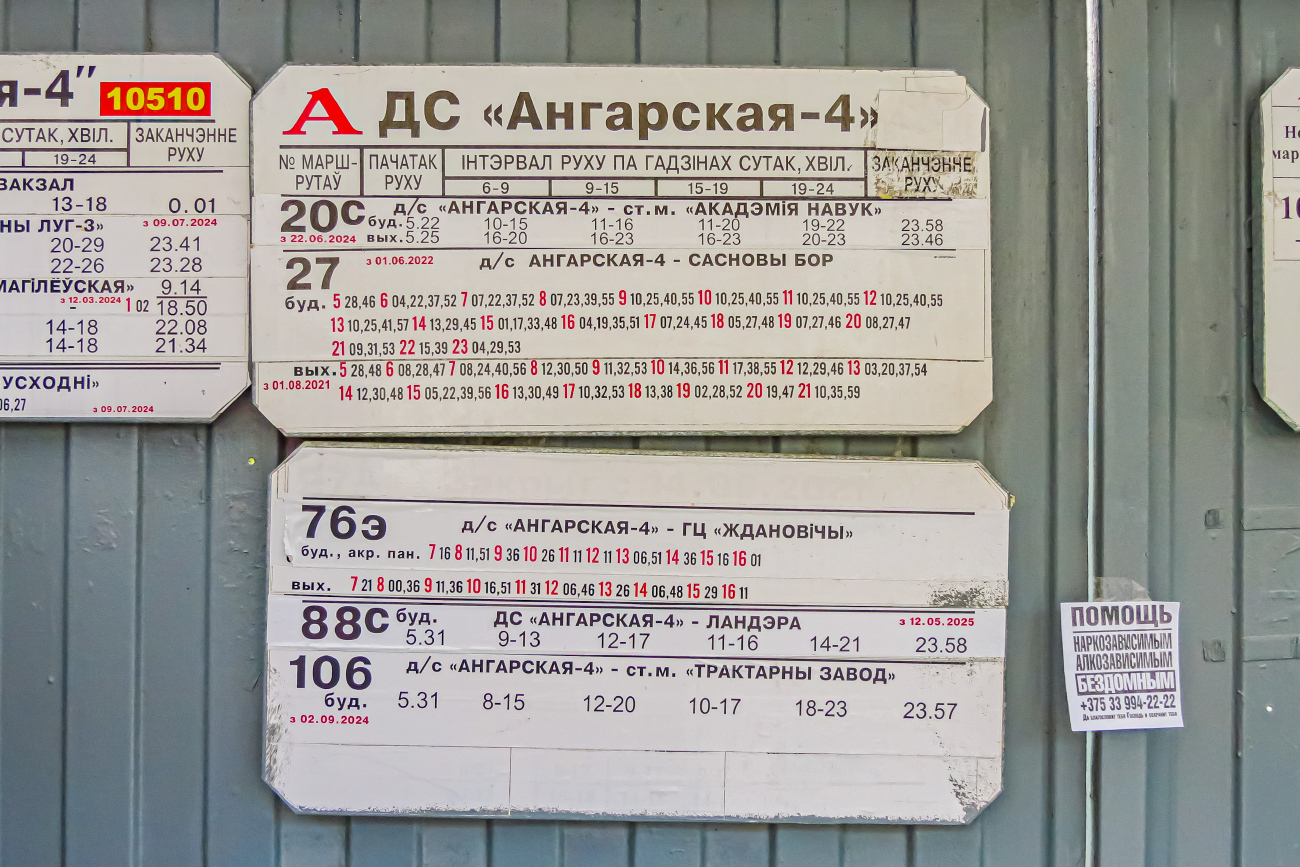 я-4" 10510
СУТАК, ХВІЛ. ЗАКАНЧЭННЕ РУХУ
19-24
ВАКЗАЛ
13-18 0.01
НЫ ЛУГ-3» з 09.07.2024
20-29 23.41
22-26 23.28
МАГІЛЁЎСКАЯ» 9.14
з 12.03.2024 - 1 02 18.50
14-18 22.08
14-18 21.34
УСХОДНІ»
06,27 з 09.07.2024
А ДС «Ангарская-4»
№ МАРШ-РУТАЎ ПАЧАТАК РУХУ ІНТЭРВАЛ РУХУ ПА ГАДЗІНАХ СУТАК, ХВІЛ. ЗАКАНЧЭННЕ РУХУ
6-9 9-15 15-19 19-24
20С д/с «АНГАРСКАЯ-4» - ст.м. «АКАДЭМІЯ НАВУК»
буд. 5.22 10-15 11-16 11-20 19-22 23.58
з 22.06.2024 вых. 5.25 16-20 16-23 16-23 20-23 23.46
27 з 01.06.2022 д/с АНГАРСКАЯ-4 - САСНОВЫ БОР
буд. 5 28,46 6 04,22,37,52 7 07,22,37,52 8 07,23,39,55 9 10,25,40,55 10 10,25,40,55 11 10,25,40,55 12 10,25,40,55
13 10,25,41,57 14 13,29,45 15 01,17,33,48 16 04,19,35,51 17 07,24,45 18 05,27,48 19 07,27,46 20 08,27,47
21 09,31,53 22 15,39 23 04,29,53
вых. 5 28,48 6 08,28,47 7 08,24,40,56 8 12,30,50 9 11,32,53 10 14,36,56 11 17,38,55 12 12,29,46 13 03,20,37,54
з 01.08.2021 14 12,30,48 15 05,22,39,56 16 13,30,49 17 10,32,53 18 13,38 19 02,28,52 20 19,47 21 10,35,59
76э д/с «АНГАРСКАЯ-4» - ГЦ «ЖДАНОВІЧЫ»
буд., акр. пан. 7 16 8 11,51 9 36 10 26 11 11 12 11 13 06,51 14 36 15 16 16 01
вых. 7 21 8 00,36 9 11,36 10 16,51 11 31 12 06,46 13 26 14 06,48 15 29 16 11
88С буд. ДС «АНГАРСКАЯ-4» - ЛАНДЭРА з 12.05.2025
5.31 9-13 12-17 11-16 14-21 23.58
106 д/с «АНГАРСКАЯ-4» - ст.м. «ТРАКТАРНЫ ЗАВОД»
буд. 5.31 8-15 12-20 10-17 18-23 23.57
з 02.09.2024
ПОМОЩЬ
НАРКОЗАВИСИМЫМ
АЛКОЗАВИСИМЫМ
БЕЗДОМНЫМ
+375 33 994-22-22
мар